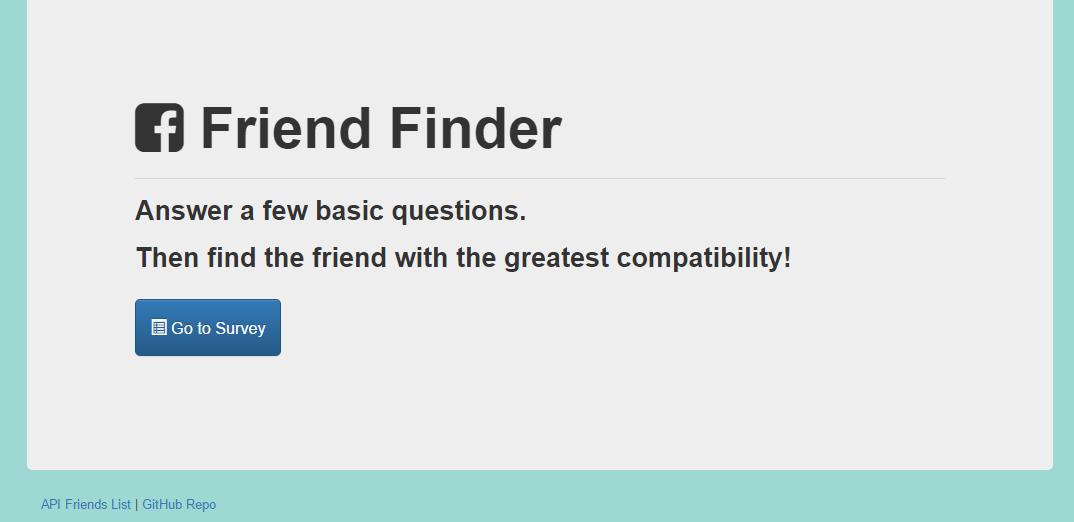 Friend Finder
Answer a few basic questions.
Then find the friend with the greatest compatibility!
Go to Survey
API Friends List | GitHub Repo